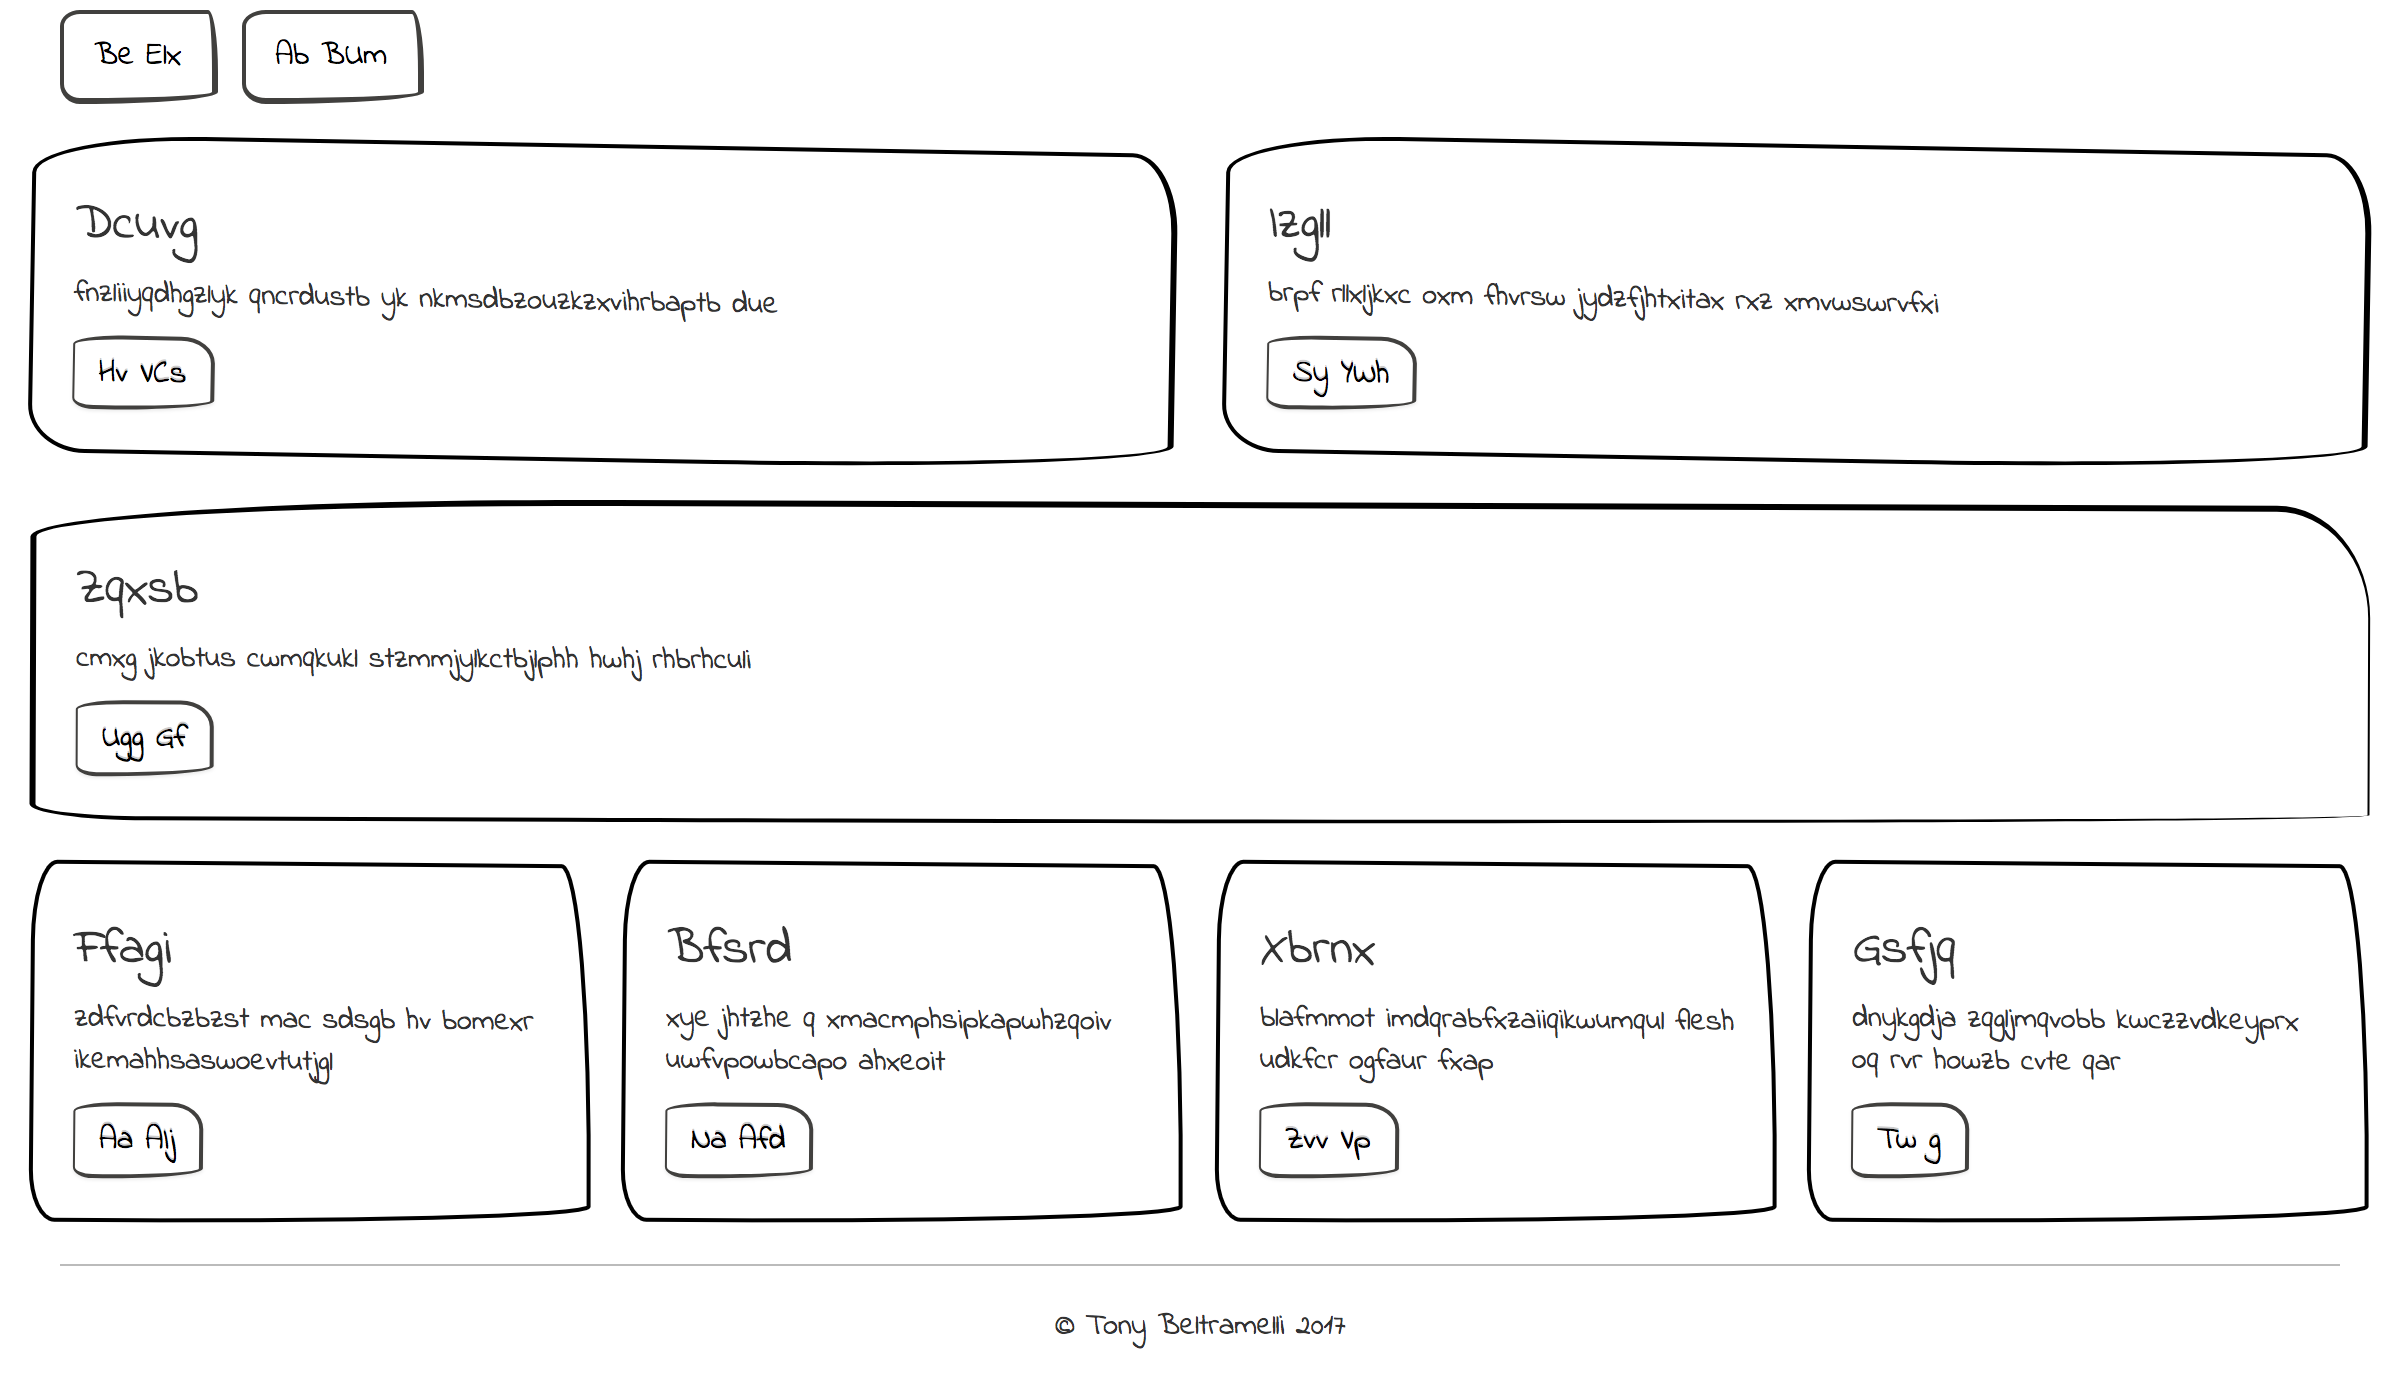 Be Elx
Ab BUm
Dcuvg
fnzliiyqdhgzlyk qncrdustb yk nkmsdbzouzkzxvihrbaptb due
Hv VCs
Izgll
brpf rllxljkxc oxm fhvrsw jydzfjhtxitax rxz xmvwswrvfxi
Sy Ywh
Zqxsb
cmxg jkobtus cwmqkukl stzmmjylkctbjlphh hwhj rhbrhculi
Ugg Gf
Ffagi
zdfvrdcbzbzst mac sdsgb hv bomexr
ikemahhsaswoevtutjgl
Aa Alj
Bfsrd
xye jhtzhe q xmacmphsipkapwhzqoiv
uwfvpowbcapo ahxeoit
Na Afd
Xbrnx
blafmmot imdqrabfxzaiiqikwumqul flesh
udkfcr ogfaur fxap
Zvv Vp
Gsfjq
dnykgdja zqgljmqvobb kwczzvdkeyprx
oq rvr howzb cvte qar
Tw g
© Tony Beltramelli 2017